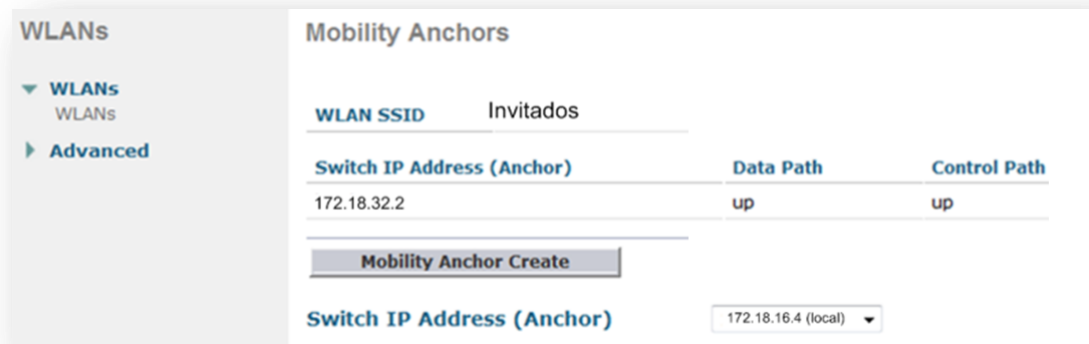 WLANs
WLANs
WLANs
Advanced
Mobility Anchors
WLAN SSID Invitados
Switch IP Address (Anchor) Data Path Control Path
172.18.32.2 up up
Mobility Anchor Create
Switch IP Address (Anchor) 172.18.16.4 (local)